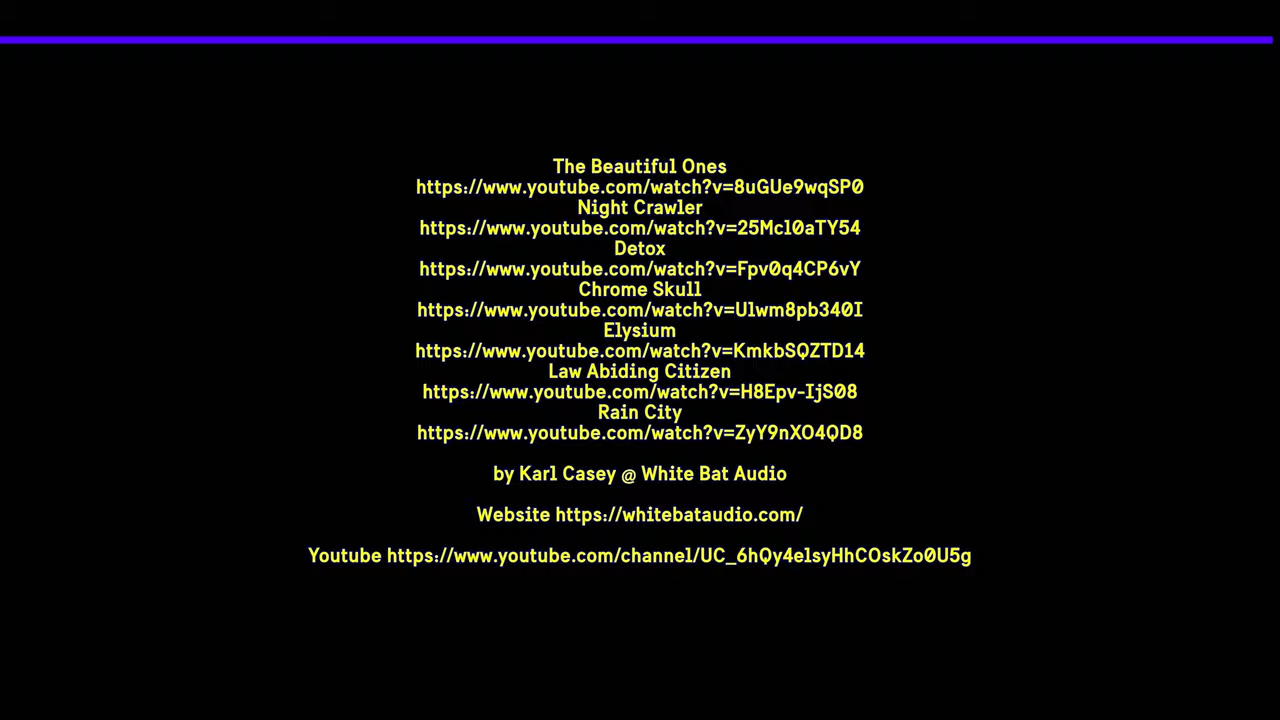 The Beautiful Ones
https://www.youtube.com/watch?v=8uGUe9wqSP0
Night Crawler
https://www.youtube.com/watch?v=25Mcl0aTY54
Detox
https://www.youtube.com/watch?v=Fpv0q4CP6vY
Chrome Skull
https://www.youtube.com/watch?v=Ulwm8pb340I
Elysium
https://www.youtube.com/watch?v=KmkbSQZTD14
Law Abiding Citizen
https://www.youtube.com/watch?v=H8Epv-IjS08
Rain City
https://www.youtube.com/watch?v=ZyY9nXO4QD8
by Karl Casey @ White Bat Audio
Website https://whitebataudio.com/
Youtube https://www.youtube.com/channel/UC_6hQy4elsyHhCOskZo0U5g